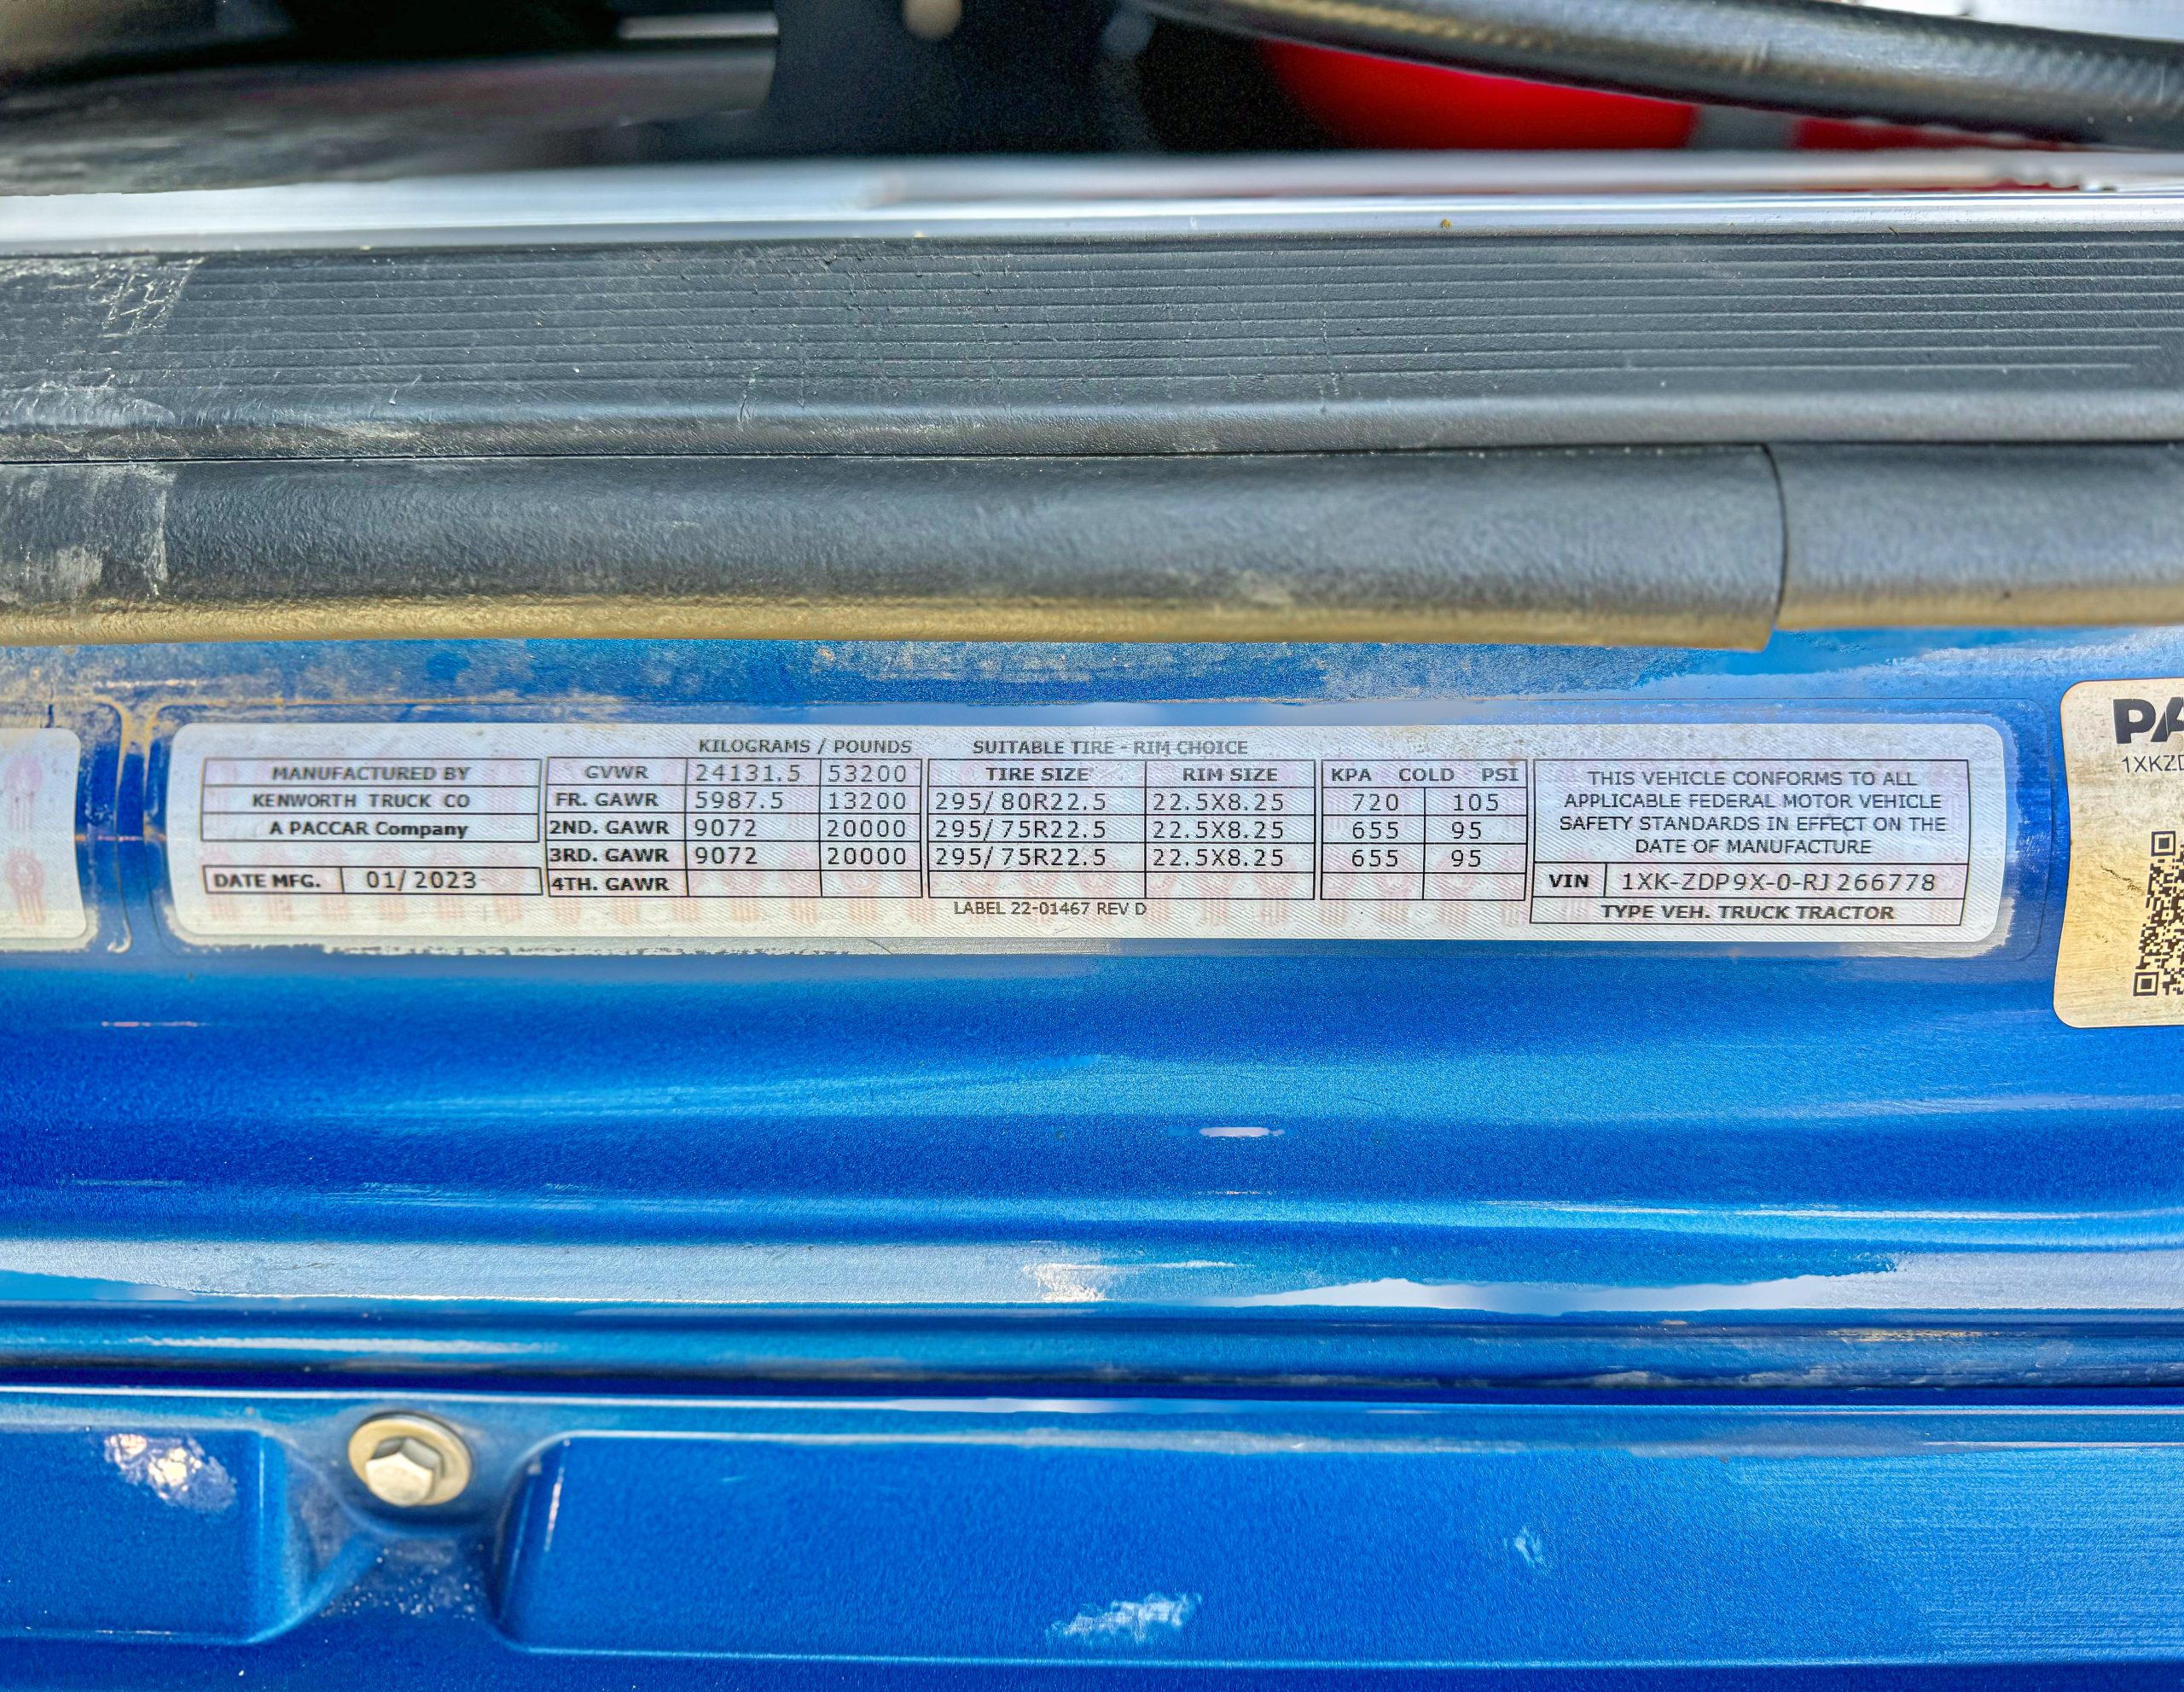 KILOGRAMS / POUNDS SUITABLE TIRE - RIM CHOICE
MANUFACTURED BY
KENWORTH TRUCK CO
A PACCAR Company
DATE MFG. 01/2023
GVWR 24131.5 53200
FR. GAWR 5987.5 13200
2ND. GAWR 9072 20000
3RD. GAWR 9072 20000
4TH. GAWR
TIRE SIZE RIM SIZE
295/80R22.5 22.5X8.25
295/75R22.5 22.5X8.25
295/75R22.5 22.5X8.25
KPA COLD PSI
720 105
655 95
655 95
LABEL 22-01467 REV D
THIS VEHICLE CONFORMS TO ALL
APPLICABLE FEDERAL MOTOR VEHICLE
SAFETY STANDARDS IN EFFECT ON THE
DATE OF MANUFACTURE
VIN 1XK-ZDP9X-0-RJ266778
TYPE VEH. TRUCK TRACTOR
PA
1XKZD